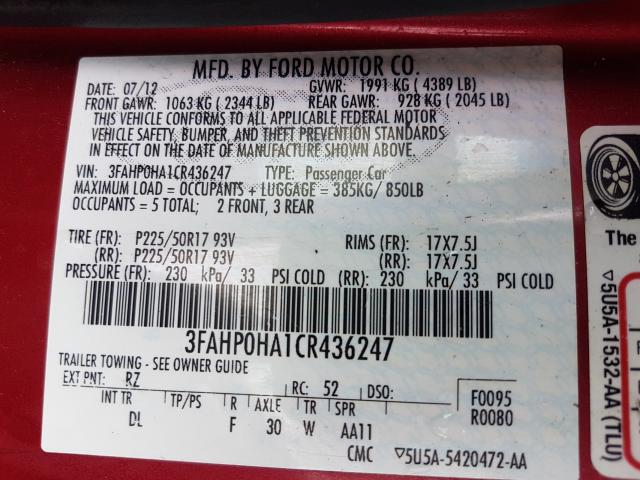 MFD. BY FORD MOTOR CO.
DATE: 07/12 GVWR: 1991 KG ( 4389 LB)
FRONT GAWR: 1063 KG ( 2344 LB) REAR GAWR: 928 KG ( 2045 LB)
THIS VEHICLE CONFORMS TO ALL APPLICABLE FEDERAL MOTOR
VEHICLE SAFETY, BUMPER, AND THEFT PREVENTION STANDARDS
IN EFFECT ON THE DATE OF MANUFACTURE SHOWN ABOVE.
VIN: 3FAHP0HA1CR436247 TYPE: Passenger Car
MAXIMUM LOAD = OCCUPANTS + LUGGAGE = 385KG/ 850LB
OCCUPANTS = 5 TOTAL; 2 FRONT, 3 REAR
TIRE (FR): P225/50R17 93V RIMS (FR): 17X7.5J
(RR): P225/50R17 93V (RR): 17X7.5J
PRESSURE (FR): 230 kPa/ 33 PSI COLD (RR): 230 kPa/ 33 PSI COLD
3FAHP0HA1CR436247
TRAILER TOWING - SEE OWNER GUIDE
EXT PNT: RZ RC: 52 DSO: F0095
INT TR TP/PS R AXLE TR SPR R0080
DL F 30 W AA11
CMC ▽5U5A-5420472-AA
The
▽5U5A-1532-AA (TLU)